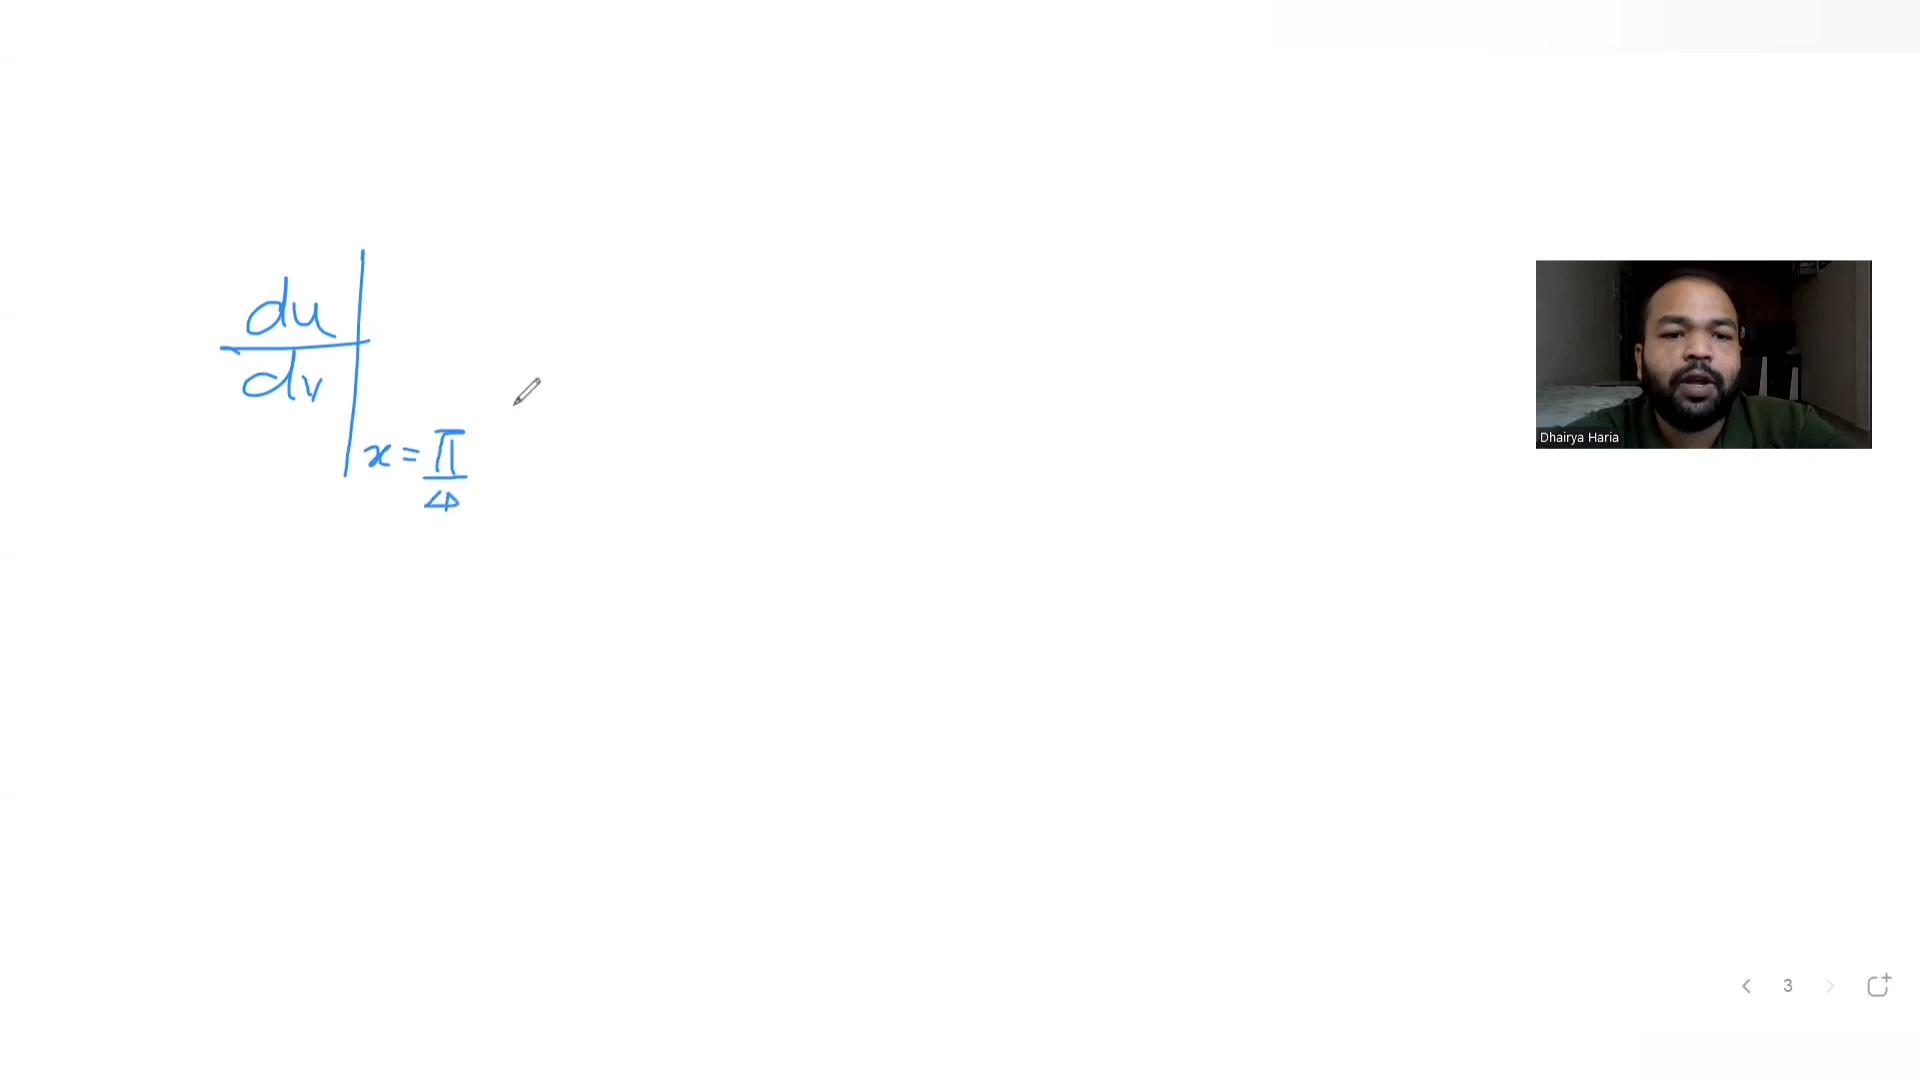 du
dv
x = π
4
Dhairya Haria
3